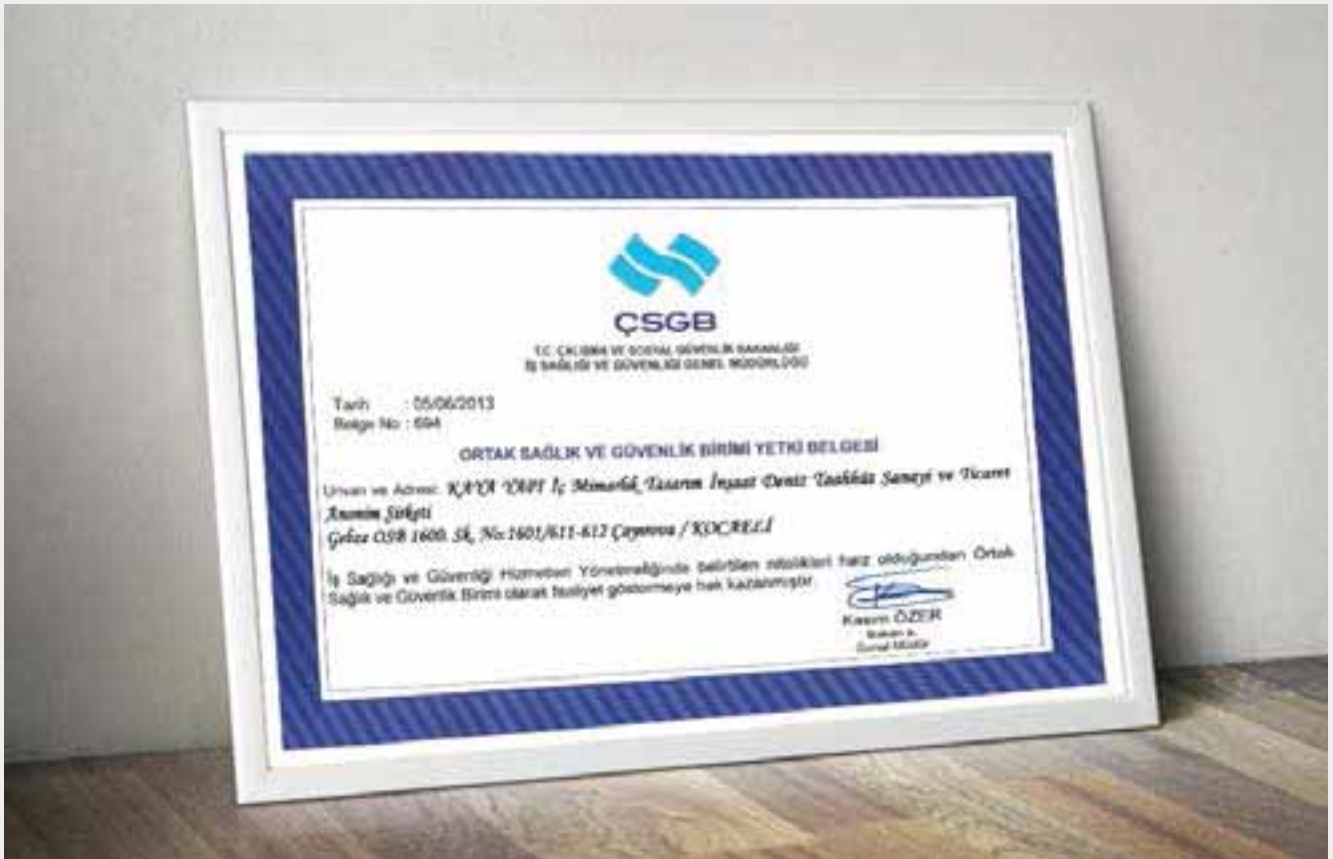 ÇSGB
T.C. ÇALIŞMA VE SOSYAL GÜVENLİK BAKANLIĞI
İŞ SAĞLIĞI VE GÜVENLİĞİ GENEL MÜDÜRLÜĞÜ
Tarih : 05/06/2013
Belge No : 694
ORTAK SAĞLIK VE GÜVENLİK BİRİMİ YETKİ BELGESİ
Unvan ve Adresi: KAYA YAPI İç Mimarlık Tasarım İnşaat Deniz Taahhüt Sanayi ve Ticaret
Anonim Şirketi
Gebze OSB 1600. Sk. No:1601/611-612 Çayırova / KOCAELİ
İş Sağlığı ve Güvenliği Hizmetleri Yönetmeliğinde belirtilen nitelikleri haiz olduğundan Ortak
Sağlık ve Güvenlik Birimi olarak faaliyet göstermeye hak kazanmıştır.
Kasım ÖZER
Bakan a.
Genel Müdür